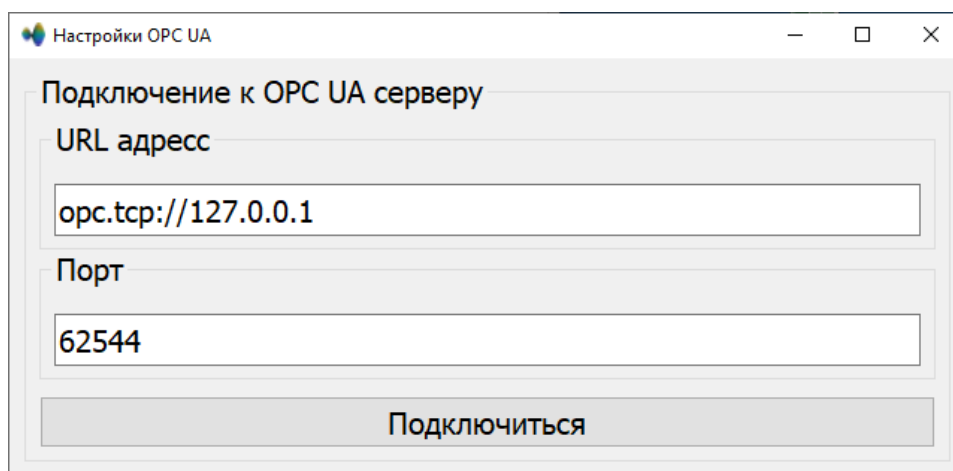 Настройки OPC UA
Подключение к OPC UA серверу
URL адресс
opc.tcp://127.0.0.1
Порт
62544
Подключиться